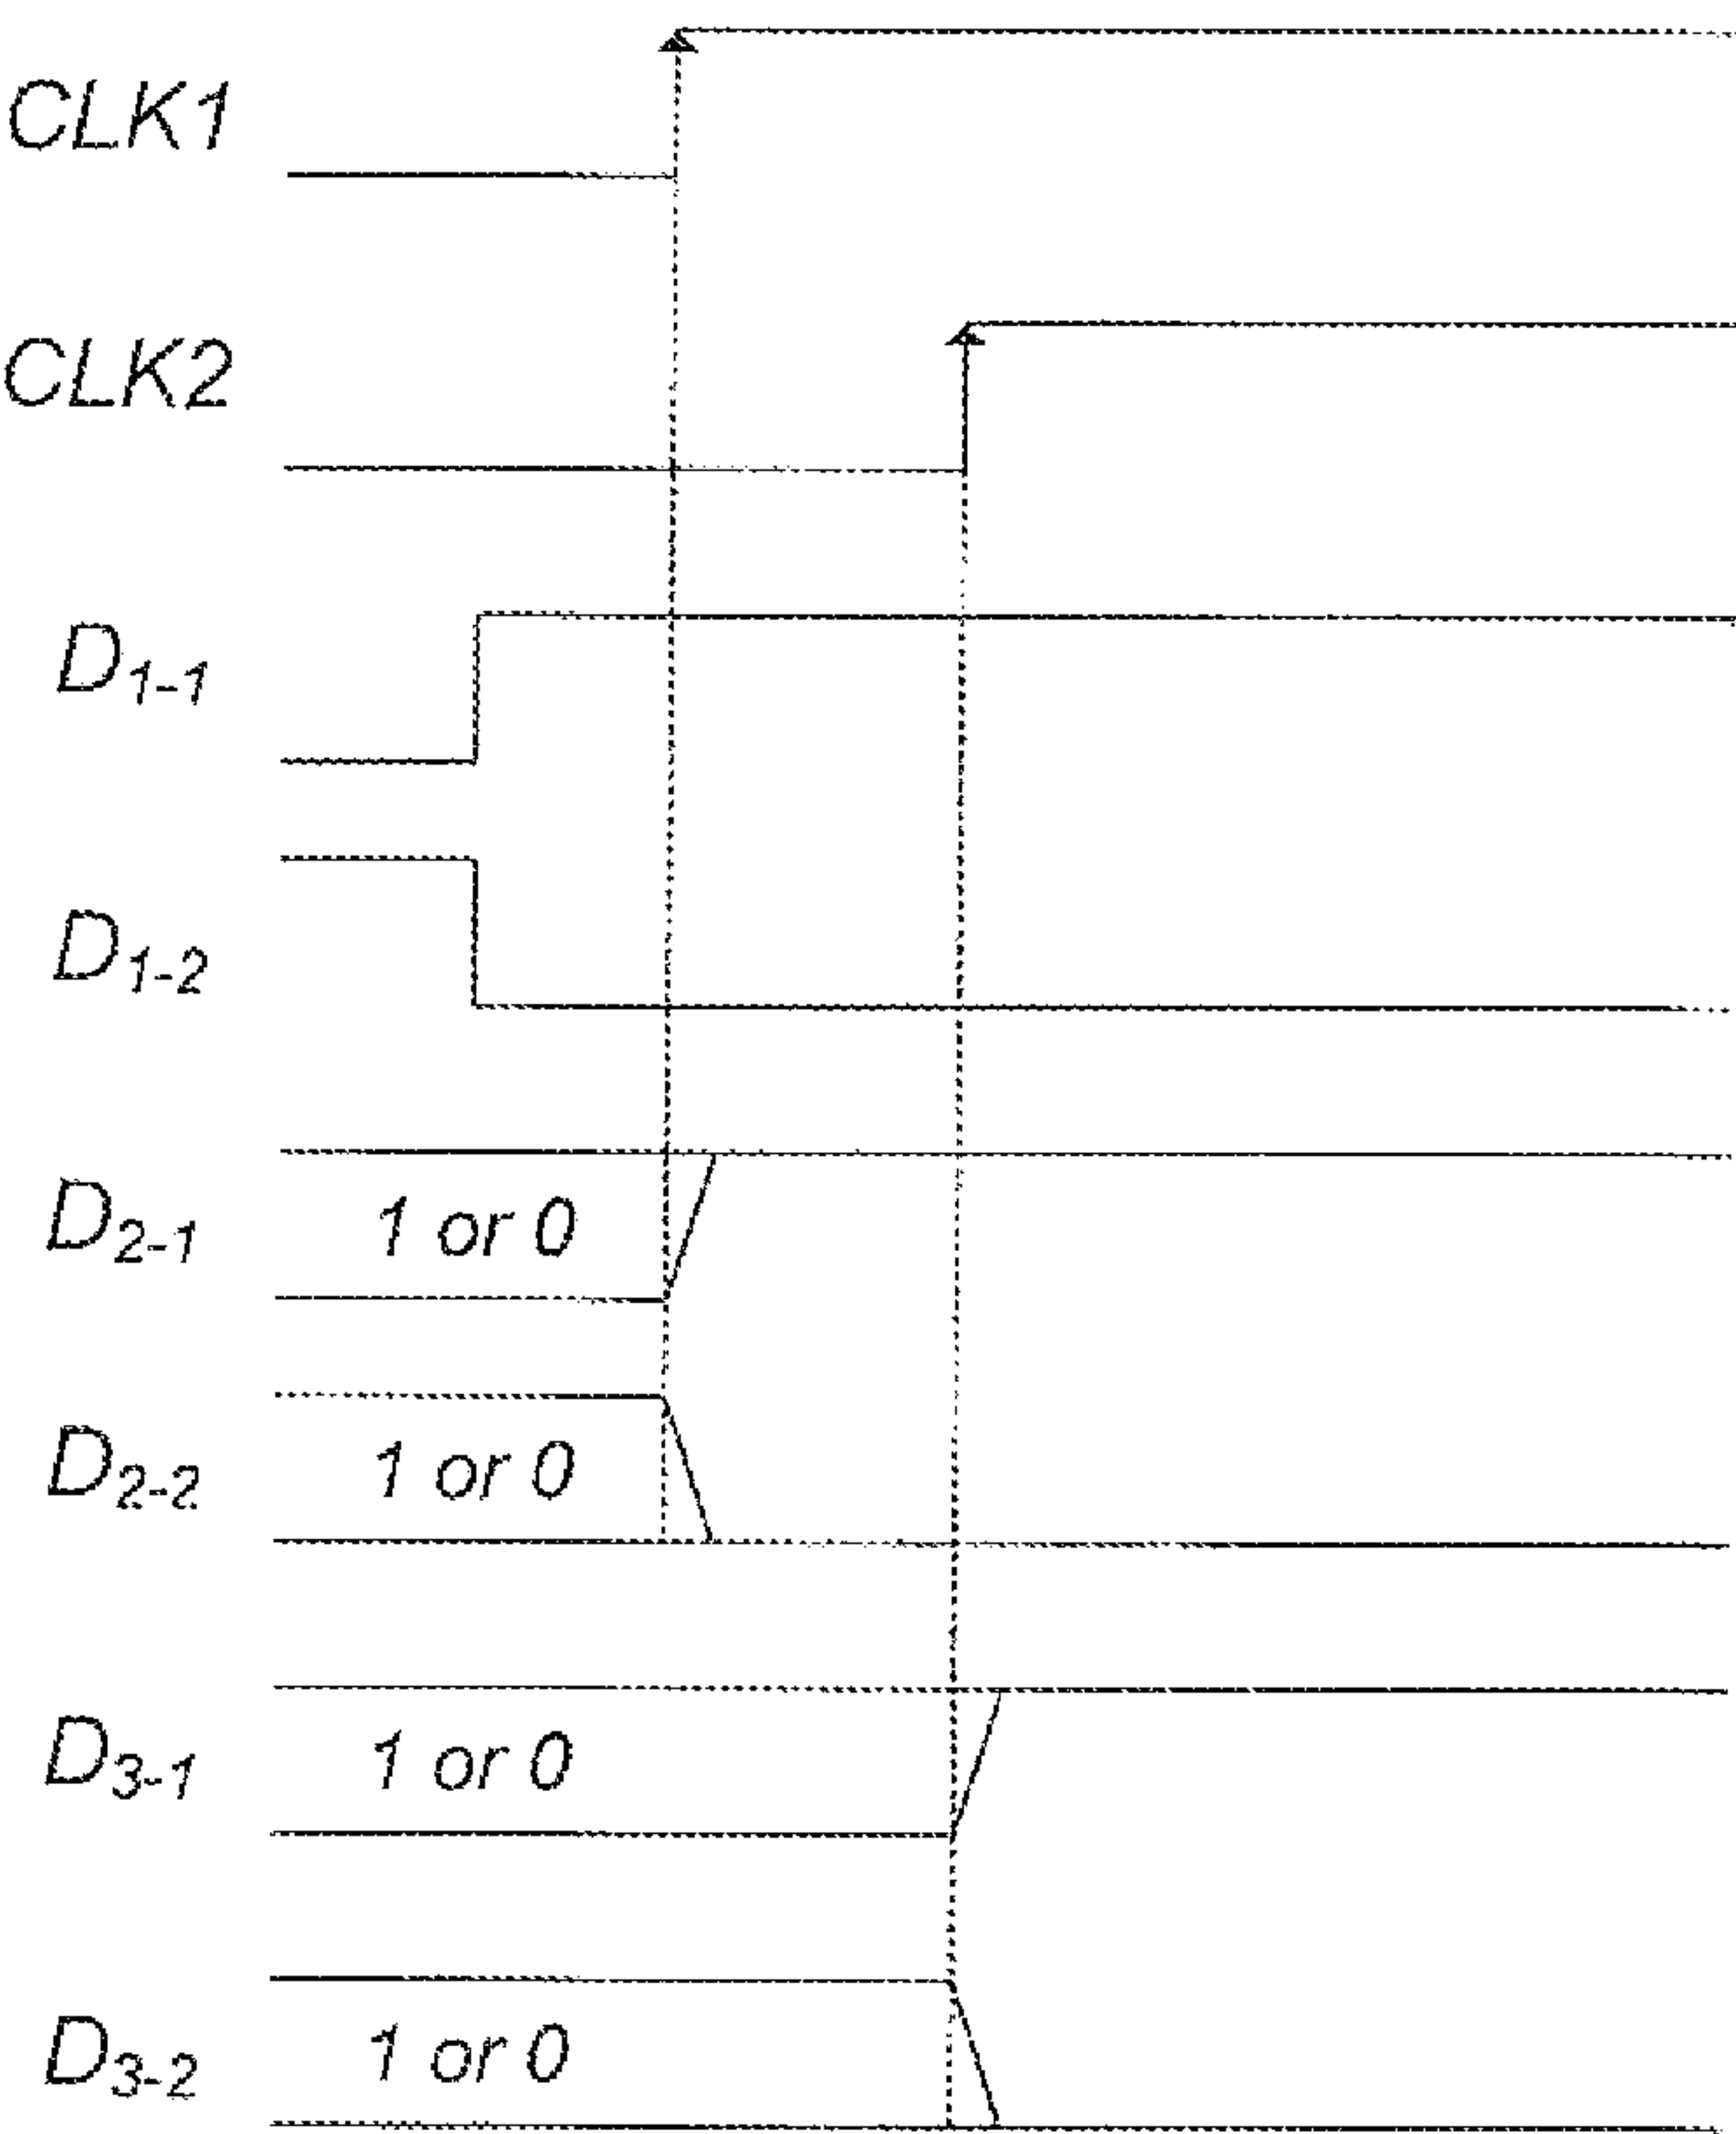 CLK1
CLK2
D1-1
D1-2
D2-1 1 or 0
D2-2 1 or 0
D3-1 1 or 0
D3-2 1 or 0